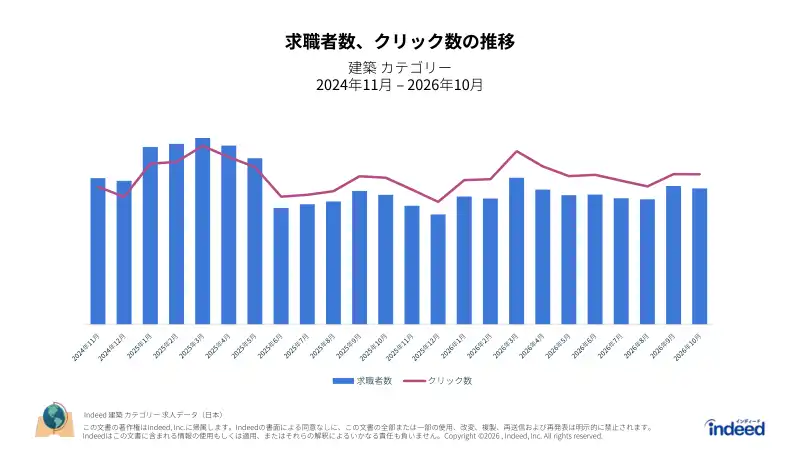 求職者数、クリック数の推移
建築 カテゴリー
2024年11月 – 2026年10月
2024年11月
2024年12月
2025年1月
2025年2月
2025年3月
2025年4月
2025年5月
2025年6月
2025年7月
2025年8月
2025年9月
2025年10月
2025年11月
2025年12月
2026年1月
2026年2月
2026年3月
2026年4月
2026年5月
2026年6月
2026年7月
2026年8月
2026年9月
2026年10月
求職者数 クリック数
Indeed 建築 カテゴリー 求人データ（日本）
この文書の著作権はIndeed, Inc.に帰属します。Indeedの書面による同意なしに、この文書の全部または一部の使用、改変、複製、再送信および再発表は明示的に禁止されます。
Indeedはこの文書に含まれる情報の使用もしくは適用、またはそれらの解釈によるいかなる責任も負いません。Copyright ©2026 , Indeed, Inc. All rights reserved.
インディード
indeed